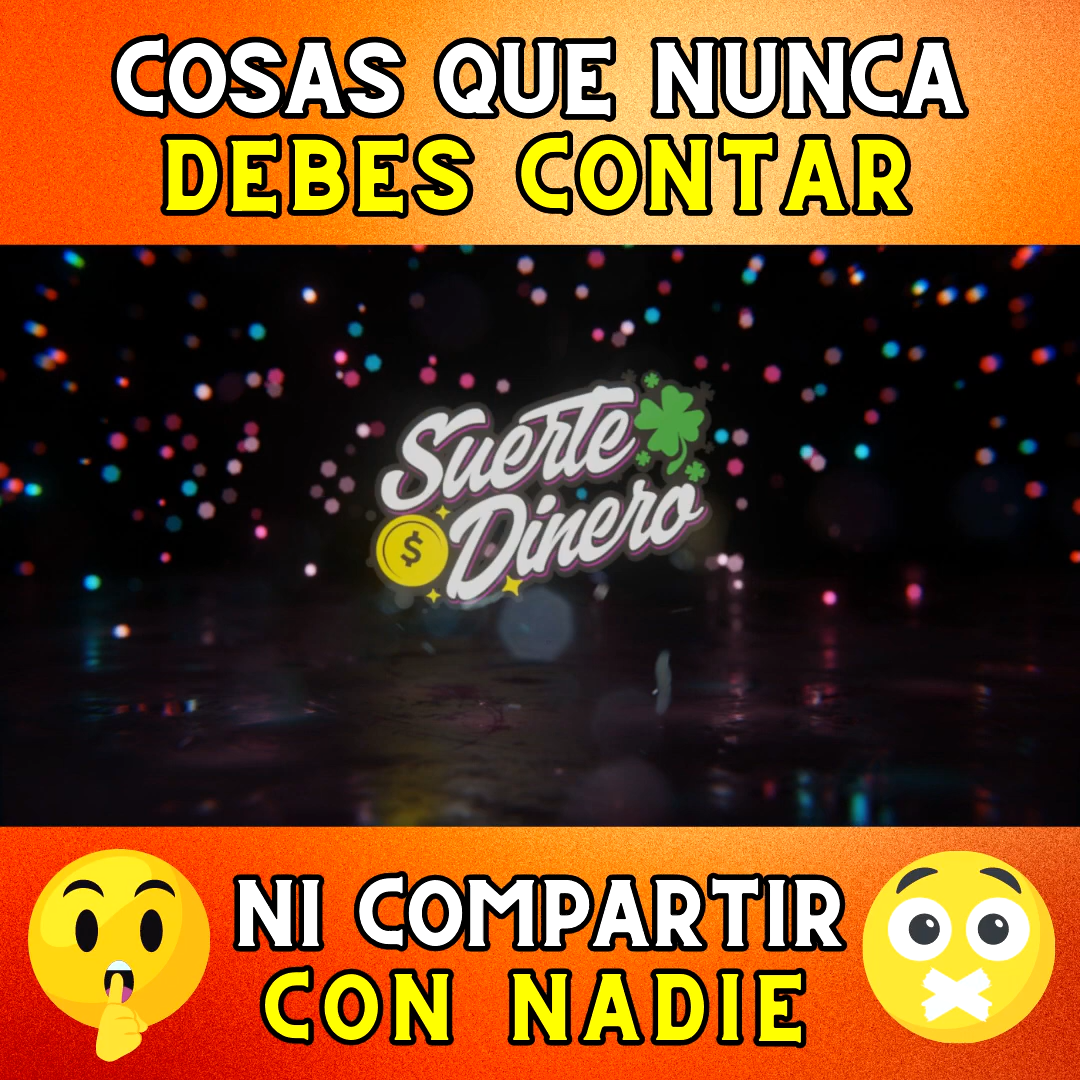 COSAS QUE NUNCA
DEBES CONTAR
Suerte
$ Dinero
NI COMPARTIR
CON NADIE